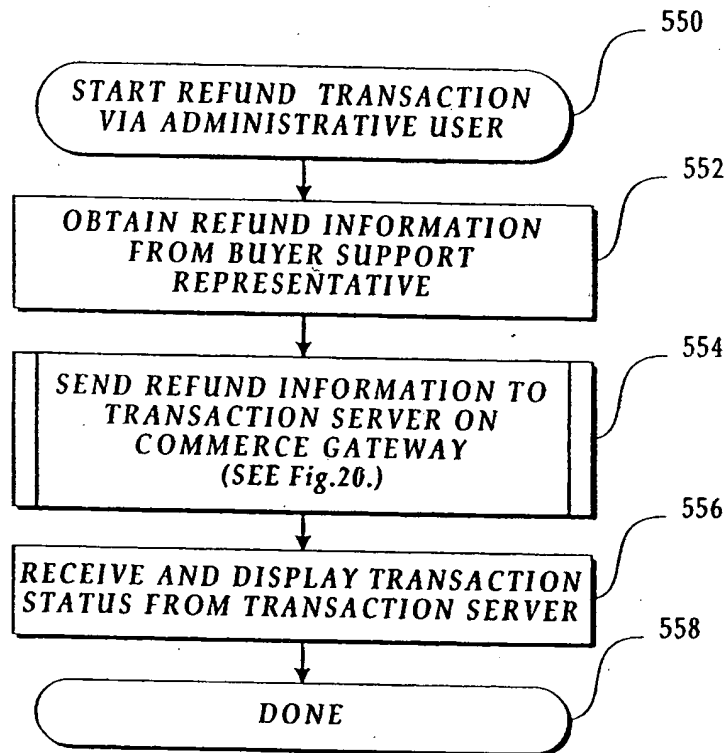 550
START REFUND TRANSACTION
VIA ADMINISTRATIVE USER
552
OBTAIN REFUND INFORMATION
FROM BUYER SUPPORT
REPRESENTATIVE
554
SEND REFUND INFORMATION TO
TRANSACTION SERVER ON
COMMERCE GATEWAY
(SEE Fig.20.)
556
RECEIVE AND DISPLAY TRANSACTION
STATUS FROM TRANSACTION SERVER
558
DONE